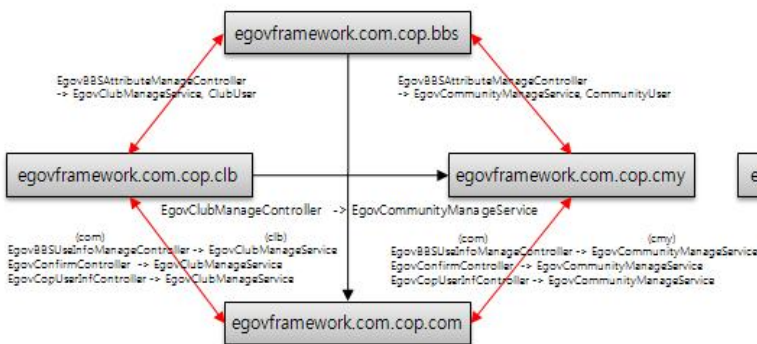 egovframework.com.cop.bbs
EgovBBSAttributeManageController
-> EgovClubManageService, ClubUser
EgovBBSAttributeManageController
-> EgovCommunityManageService, CommunityUser
egovframework.com.cop.clb
egovframework.com.cop.cmy
EgovClubManageController -> EgovCommunityManageService
(com) (clb)
EgovBBSUseInfoManageController -> EgovClubManageService
EgovConfirmController -> EgovClubManageService
EgovCopUserInfController -> EgovClubManageService
(com) (cmy)
EgovBBSUseInfoManageController -> EgovCommunityManageService
EgovConfirmController -> EgovCommunityManageService
EgovCopUserInfController -> EgovCommunityManageService
egovframework.com.cop.com